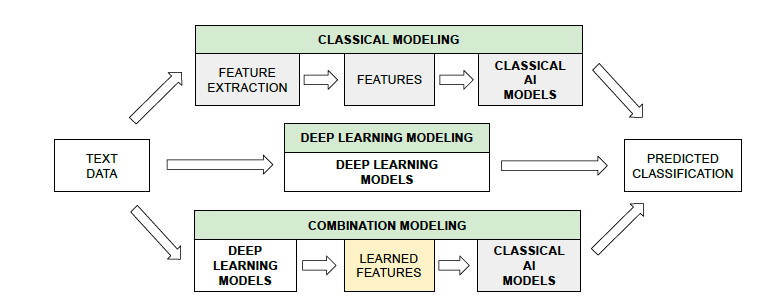 CLASSICAL MODELING
FEATURE
EXTRACTION
FEATURES
CLASSICAL
AI
MODELS
TEXT
DATA
DEEP LEARNING MODELING
DEEP LEARNING
MODELS
PREDICTED
CLASSIFICATION
COMBINATION MODELING
DEEP
LEARNING
MODELS
LEARNED
FEATURES
CLASSICAL
AI
MODELS